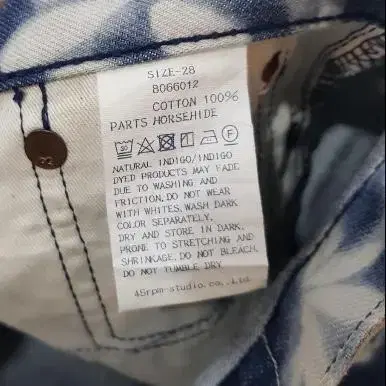 SIZE-28
B066012
COTTON 100%
PARTS HORSEHIDE
NATURAL INDIGO/INDIGO
DYED PRODUCTS MAY FADE
DUE TO WASHING AND
FRICTION. DO NOT WEAR
WITH WHITES. WASH DARK
COLOR SEPARATELY.
DRY AND STORE IN DARK.
PRONE TO STRETCHING AND
SHRINKAGE. DO NOT BLEACH.
DO NOT TUMBLE DRY
45rpm-studio.co.,Ltd